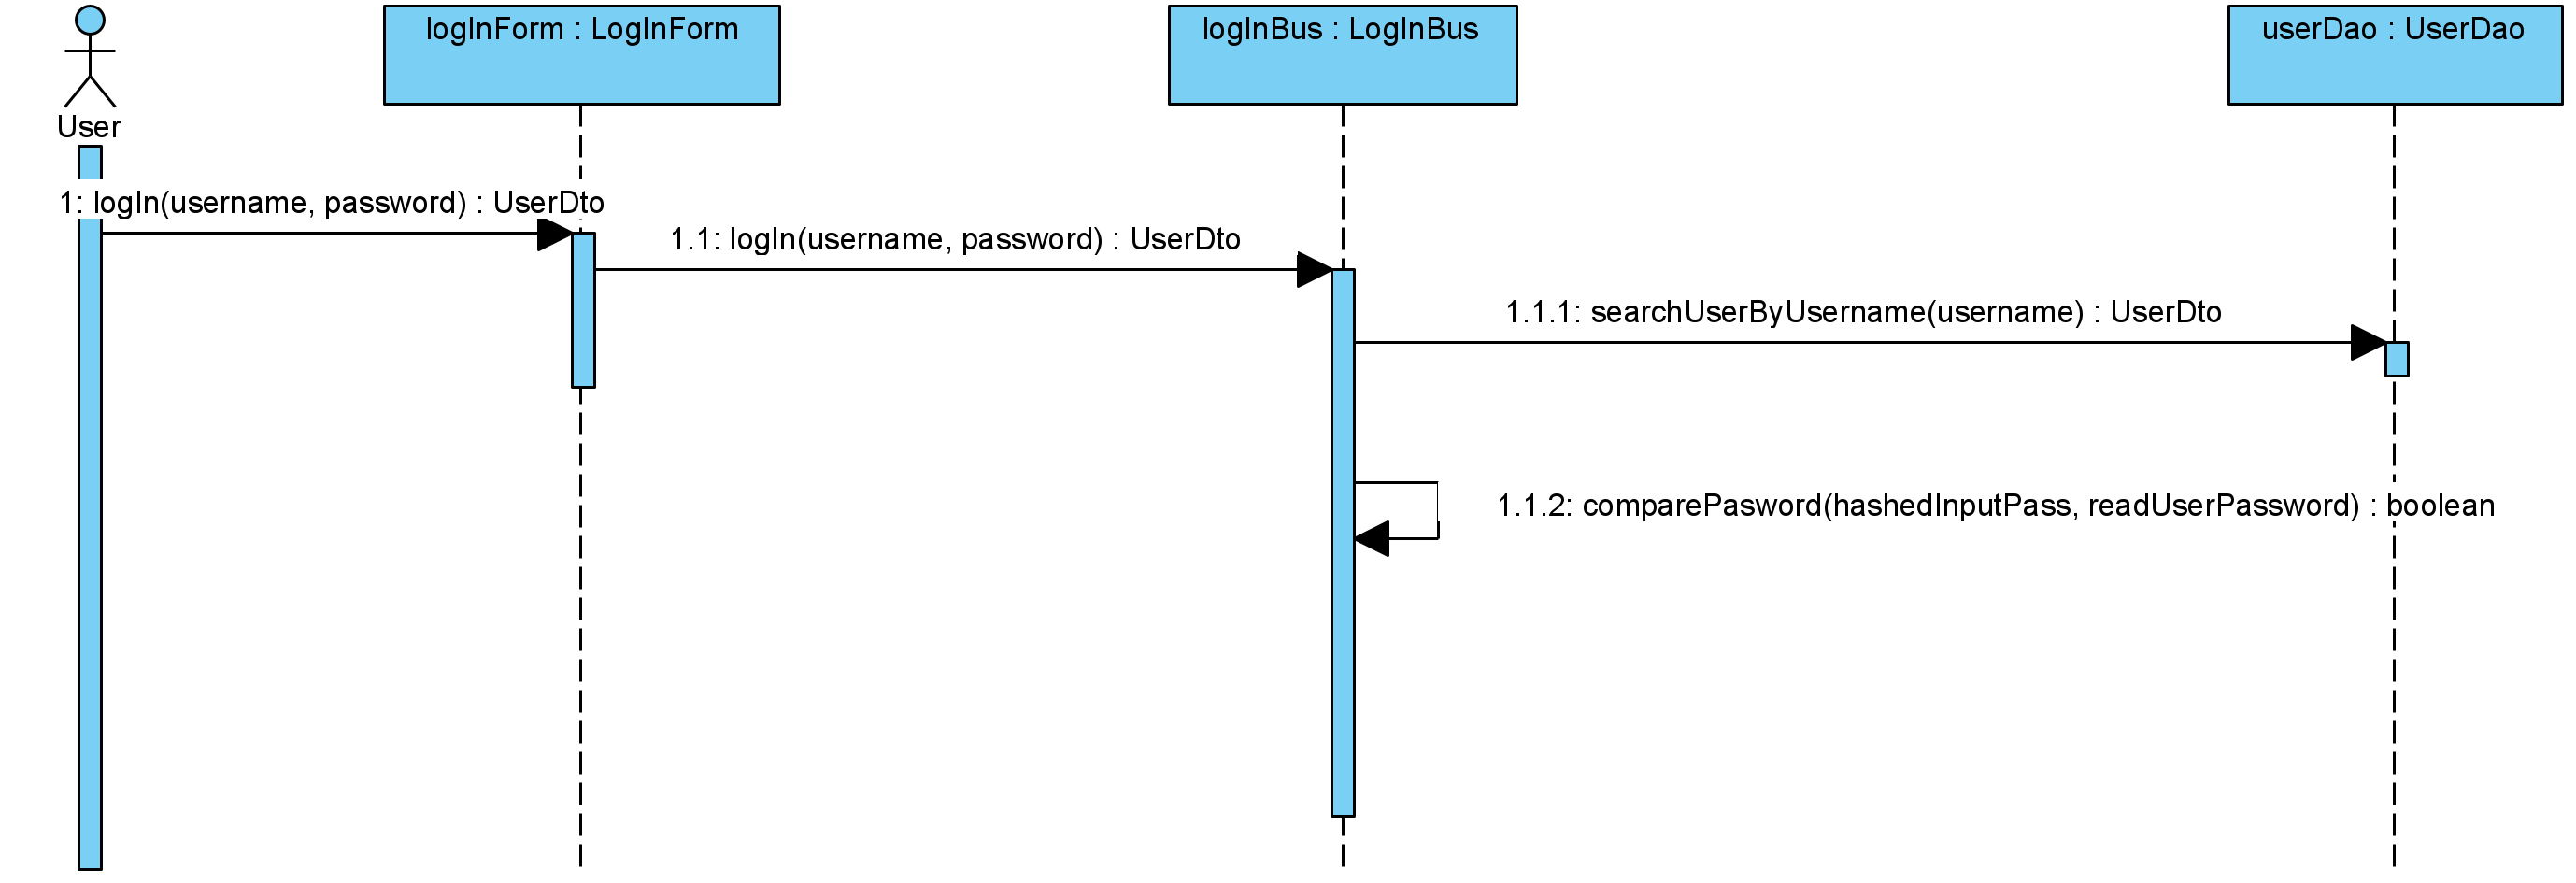 logInForm : LogInForm
logInBus : LogInBus
userDao : UserDao
User
1: logIn(username, password) : UserDto
1.1: logIn(username, password) : UserDto
1.1.1: searchUserByUsername(username) : UserDto
1.1.2: comparePasword(hashedInputPass, readUserPassword) : boolean